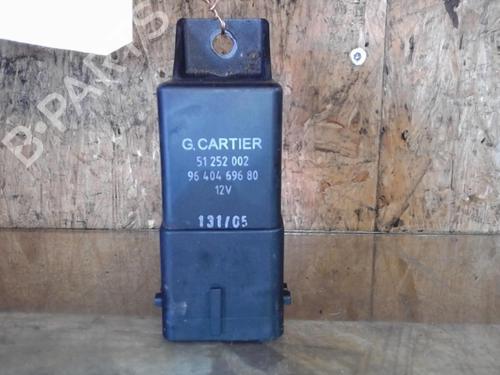 B-PARTS
G.CARTIER
51 252 002
96 404 696 80
12V
131/05